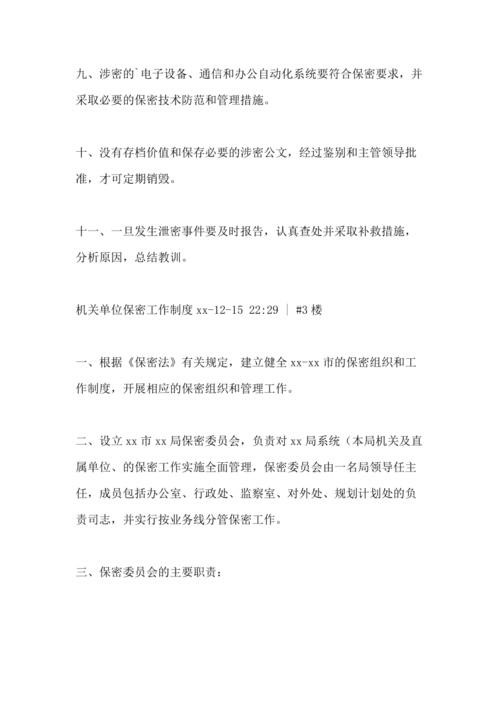 九、涉密的`电子设备、通信和办公自动化系统要符合保密要求，并
采取必要的保密技术防范和管理措施。
十、没有存档价值和保存必要的涉密公文，经过鉴别和主管领导批
准，才可定期销毁。
十一、一旦发生泄密事件要及时报告，认真查处并采取补救措施，
分析原因，总结教训。
机关单位保密工作制度 xx-12-15 22:29 | #3 楼
一、根据《保密法》有关规定，建立健全 xx-xx 市的保密组织和工
作制度，开展相应的保密组织和管理工作。
二、设立 xx 市 xx 局保密委员会，负责对 xx 局系统（本局机关及直
属单位、的保密工作实施全面管理，保密委员会由一名局领导任主
任，成员包括办公室、行政处、监察室、对外处、规划计划处的负
责司志，并实行按业务线分管保密工作。
三、保密委员会的主要职责：